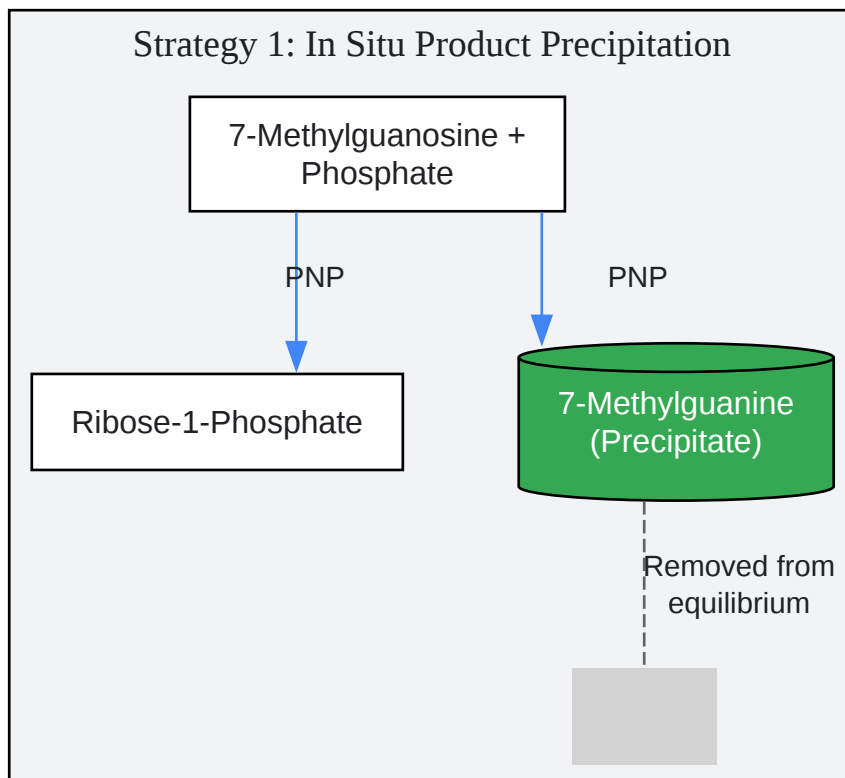 Strategy 1: In Situ Product Precipitation
7-Methylguanosine +
Phosphate
PNP
PNP
Ribose-1-Phosphate
7-Methylguanine
(Precipitate)
Removed from
equilibrium